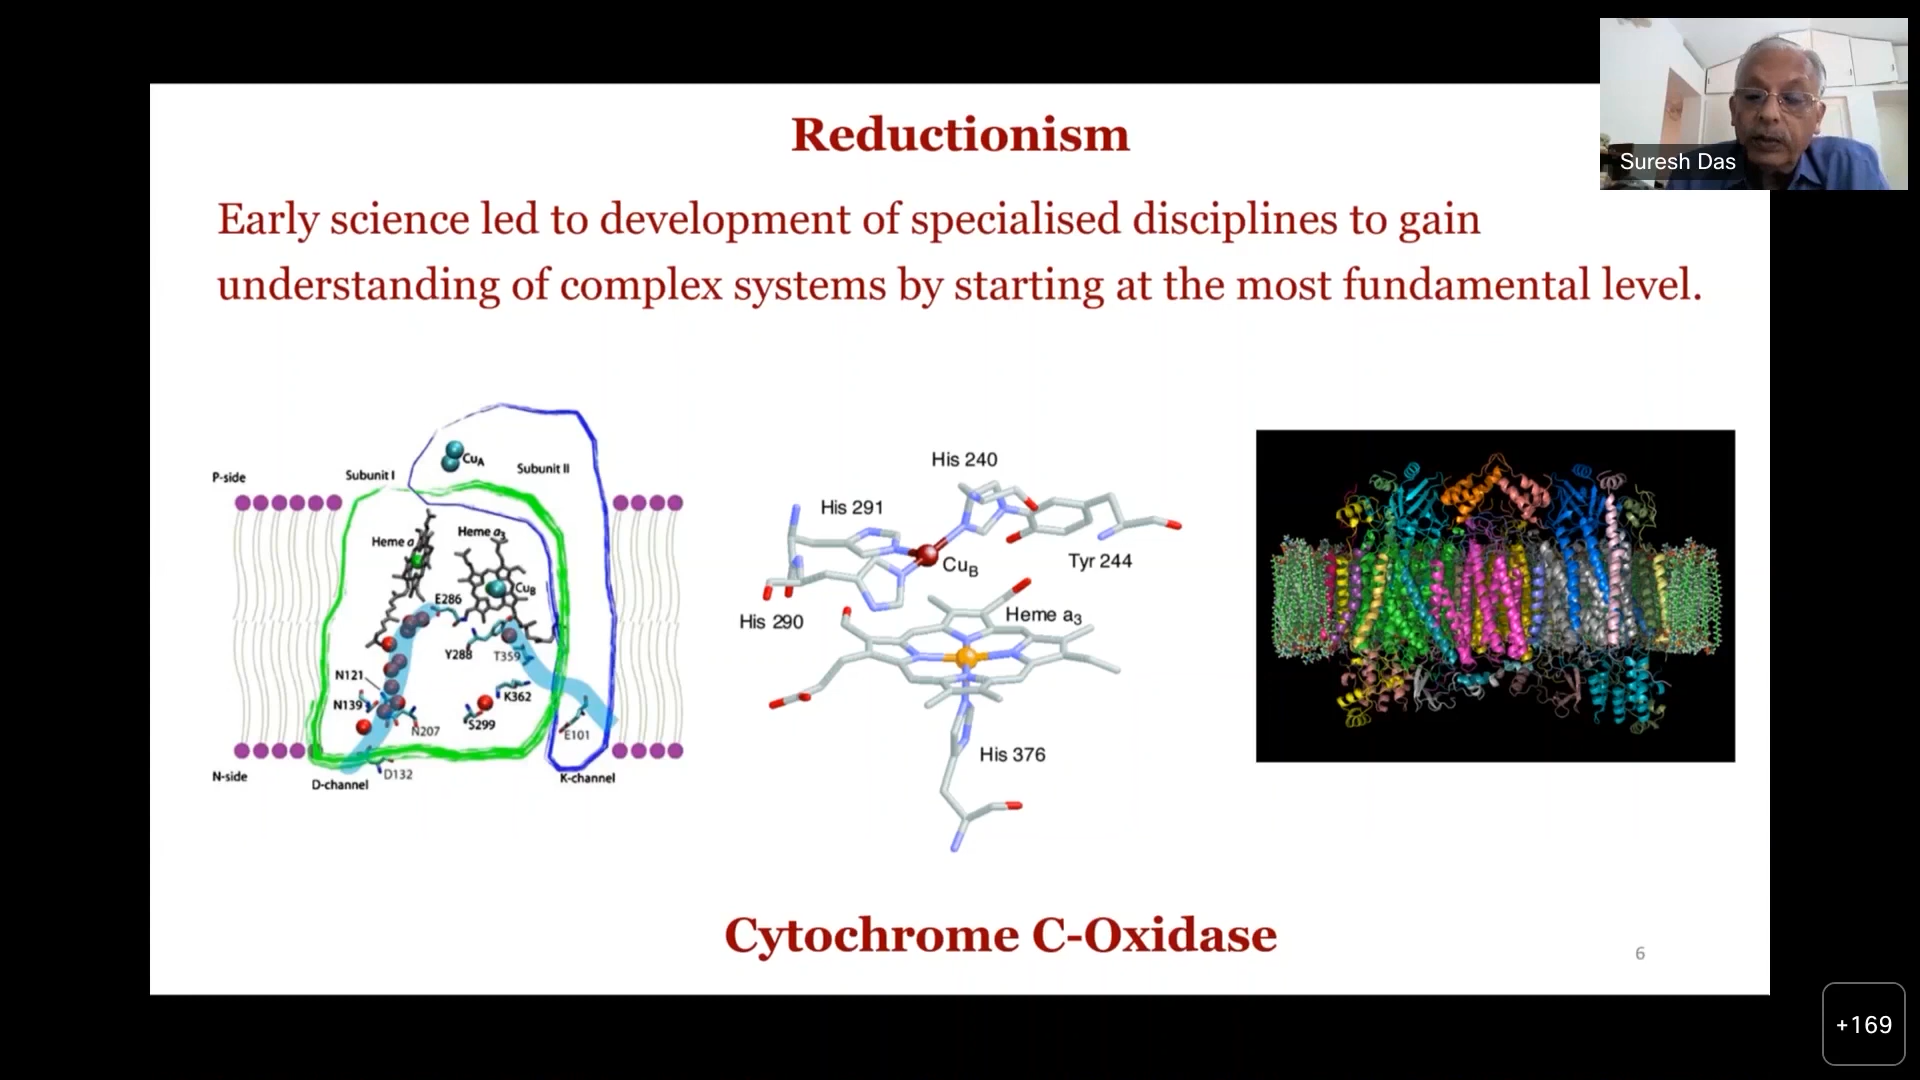 Reductionism
Suresh Das
Early science led to development of specialised disciplines to gain
understanding of complex systems by starting at the most fundamental level.
P-side
Subunit I
CuA
Subunit II
Heme a
Heme a3
CuB
E286
Y288
T359
N121
N139
N207
K362
S299
E101
D132
N-side
D-channel
K-channel
His 240
His 291
CuB
Tyr 244
His 290
Heme a3
His 376
Cytochrome C-Oxidase
6
+169